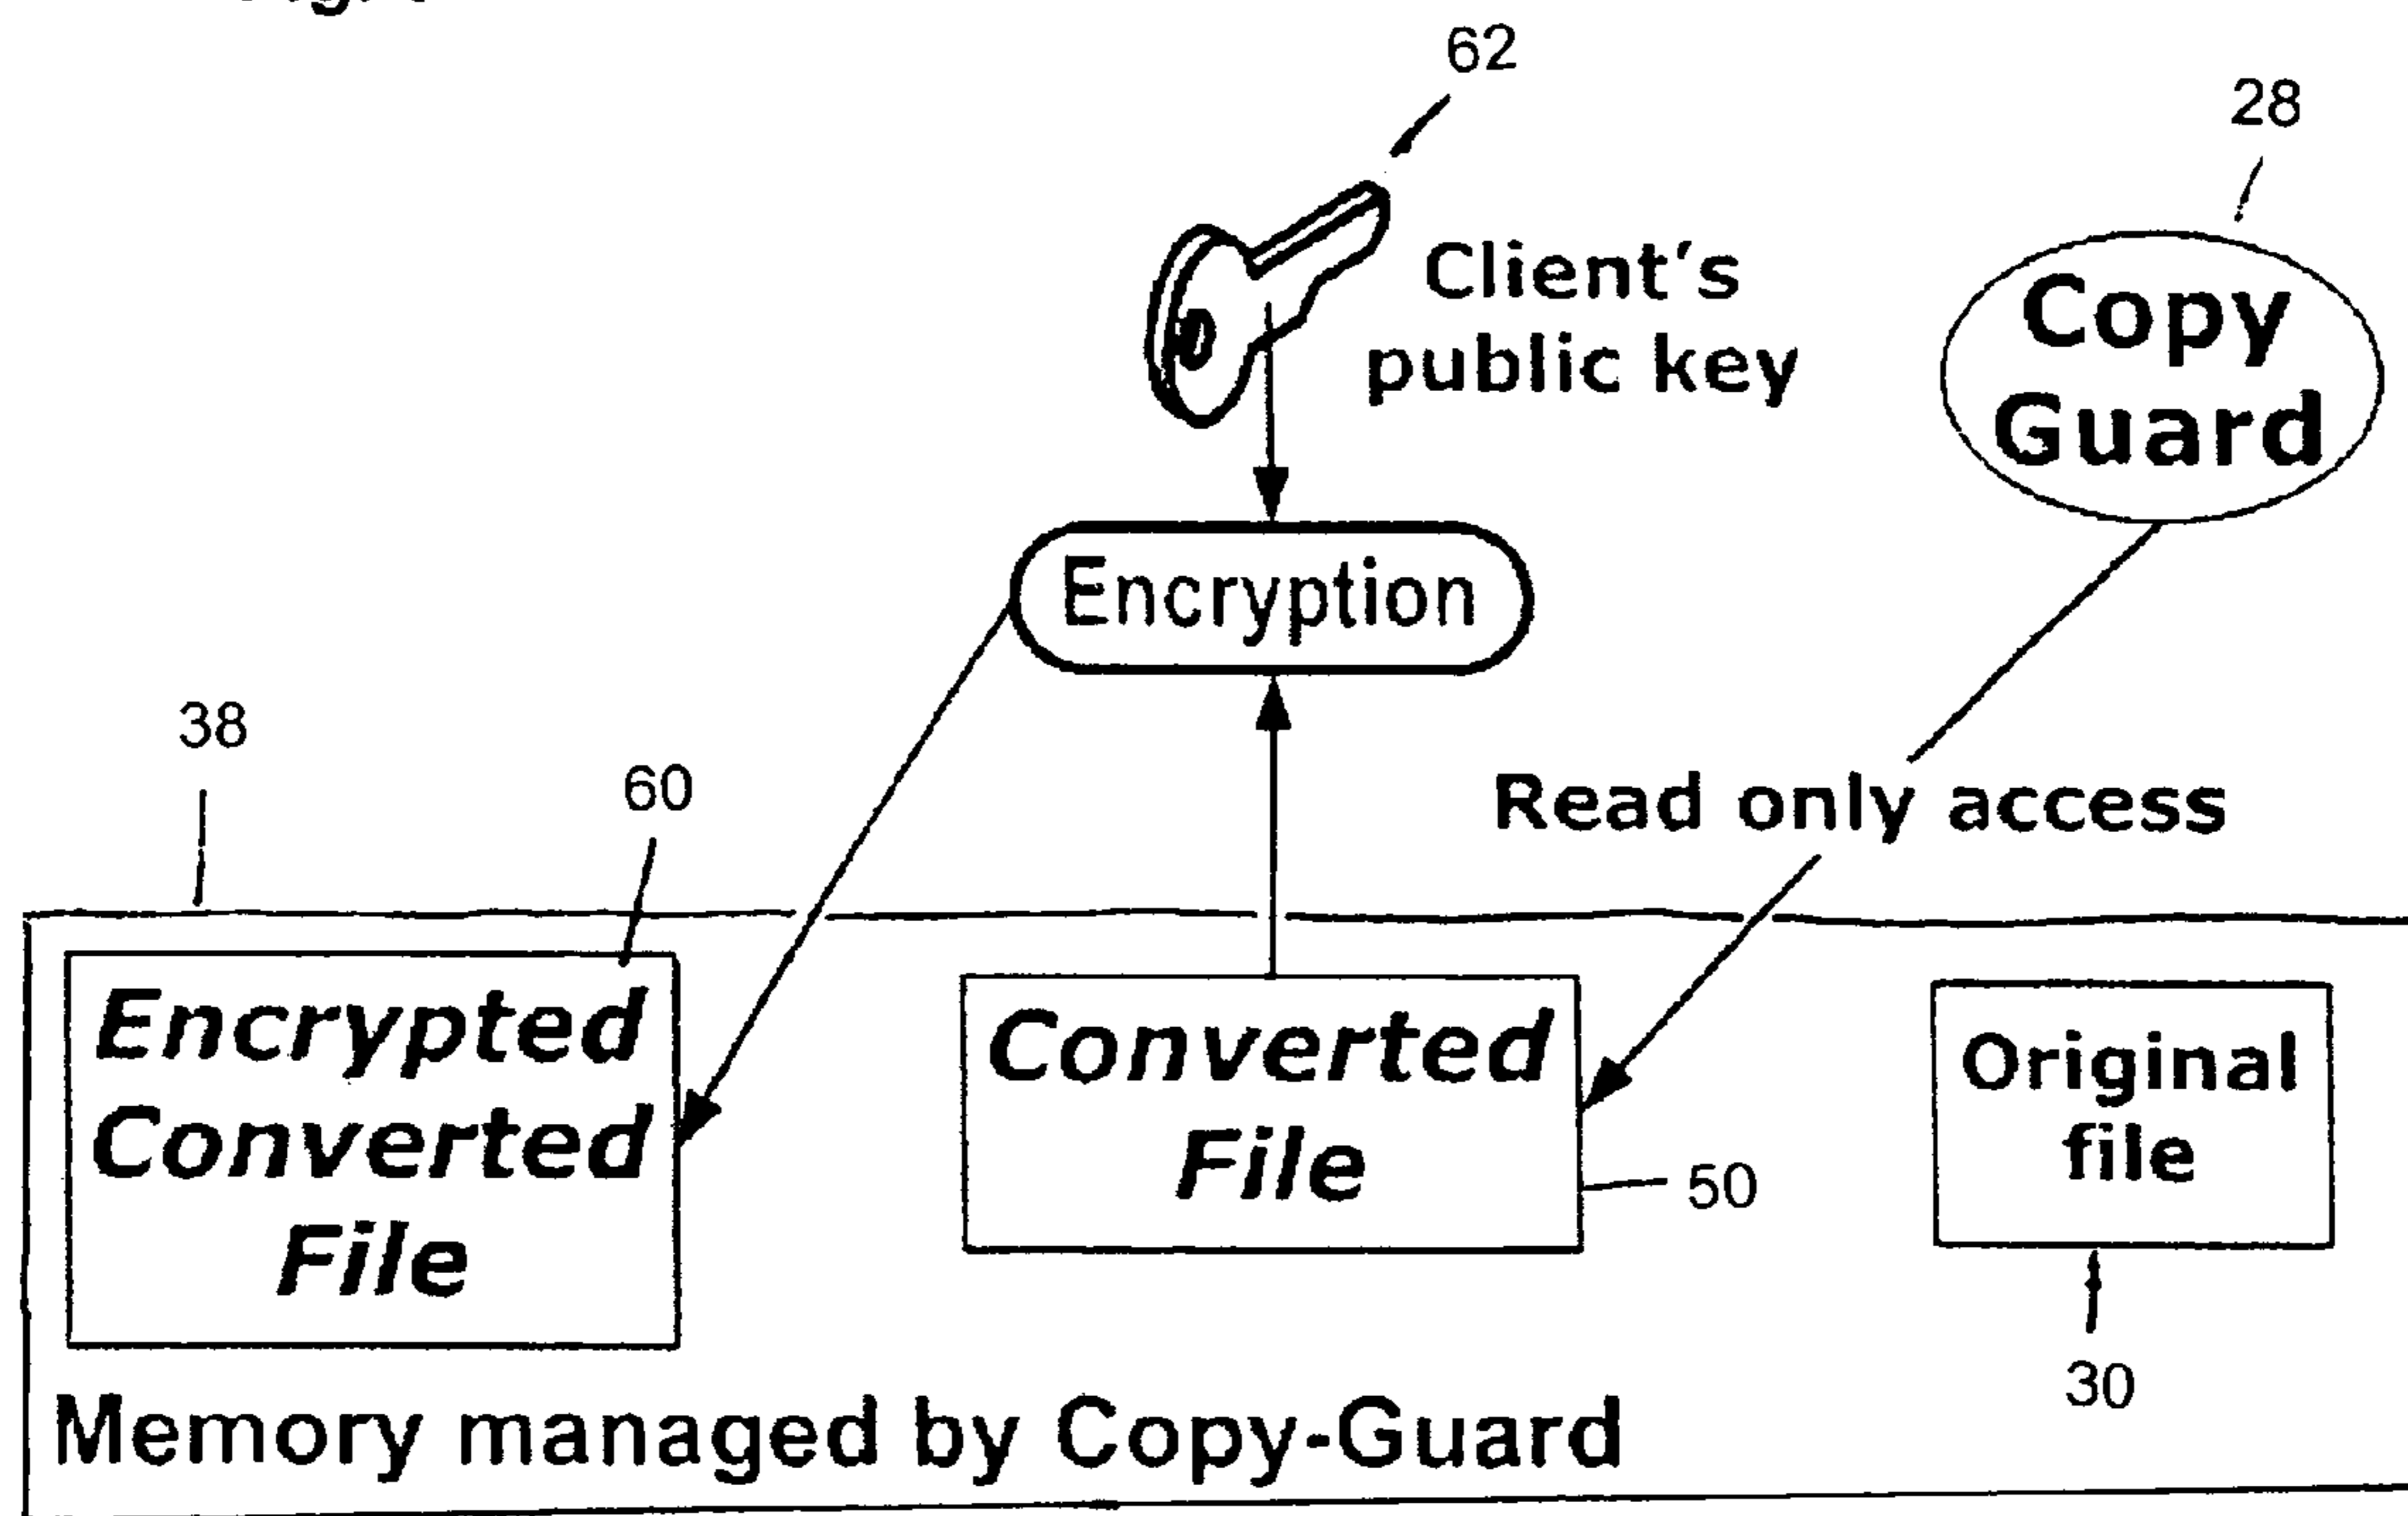 62
28
Client's
public key
Copy
Guard
Encryption
38
60
Read only access
Encrypted
Converted
File
Converted
File
50
Original
file
30
Memory managed by Copy-Guard